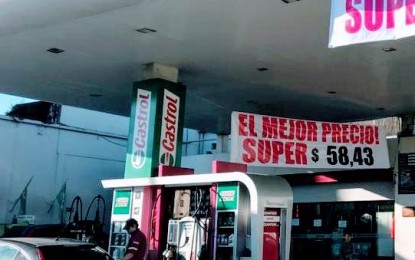 SUP
Castrol
Castrol
EL MEJOR PRECIO!
SUPER $ 58,43